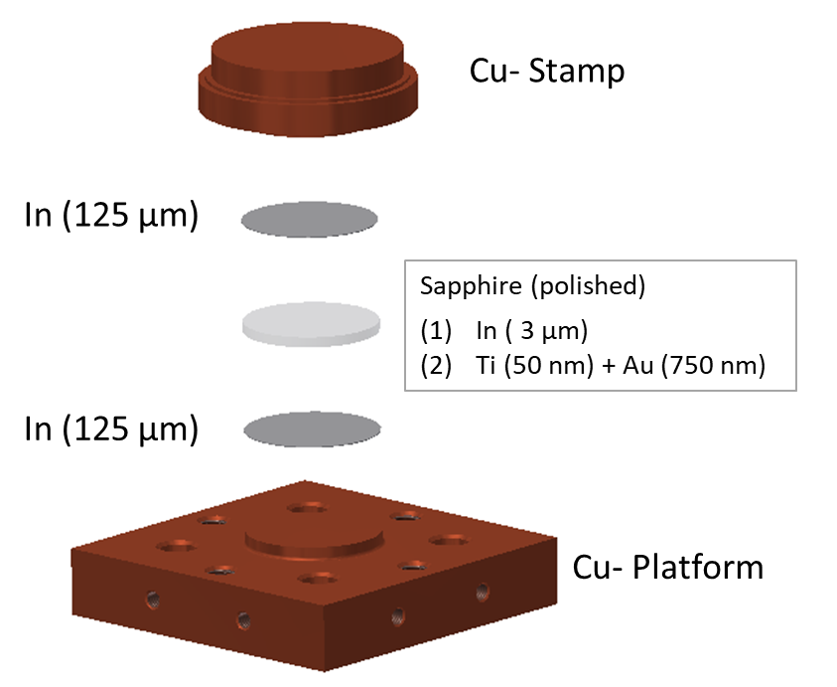 Cu- Stamp
In (125 µm)
Sapphire (polished)
(1) In ( 3 µm)
(2) Ti (50 nm) + Au (750 nm)
In (125 µm)
Cu- Platform